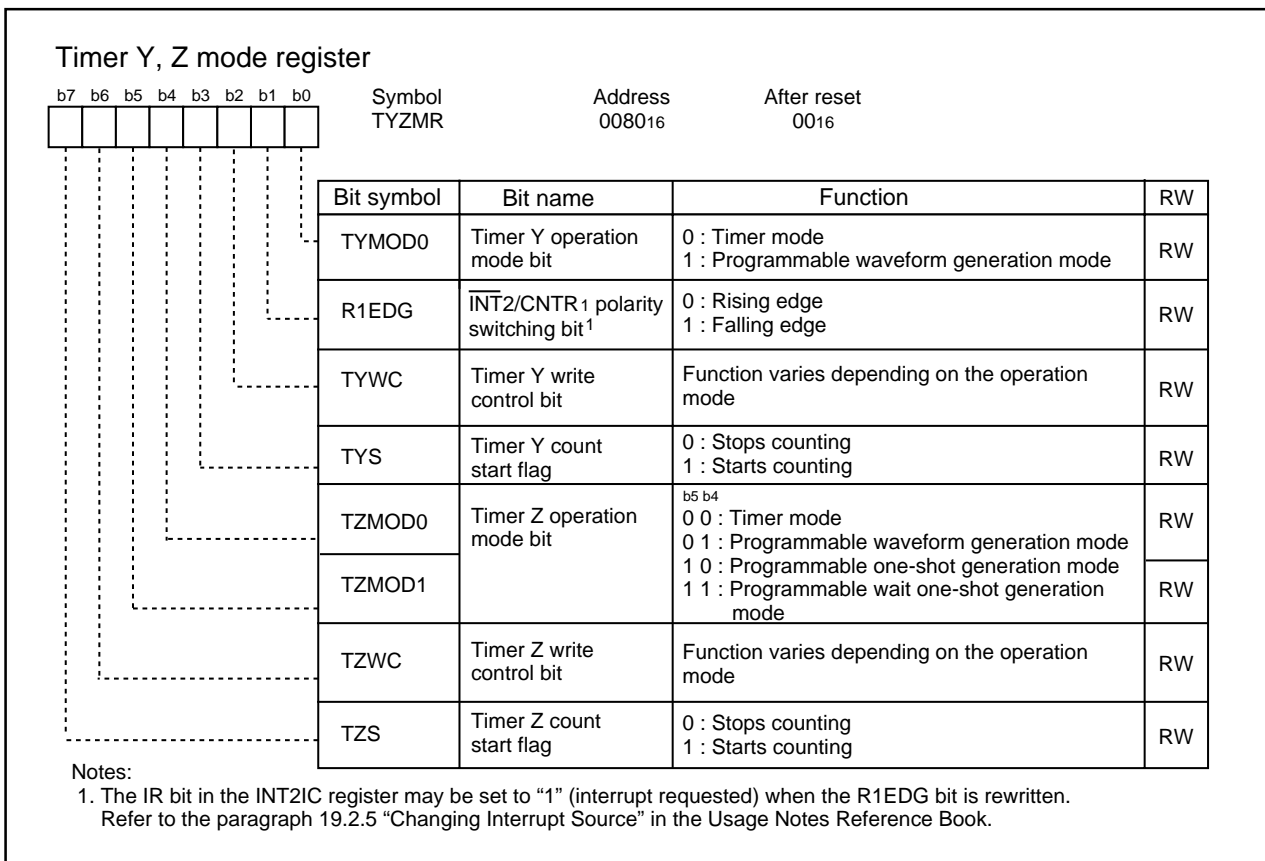 Timer Y, Z mode register
b7 b6 b5 b4 b3 b2 b1 b0
Symbol Address After reset
TYZMR 008016 0016
Bit symbol Bit name Function RW
TYMOD0 Timer Y operation mode bit 0 : Timer mode RW
1 : Programmable waveform generation mode
R1EDG INT2/CNTR1 polarity switching bit1 0 : Rising edge RW
1 : Falling edge
TYWC Timer Y write control bit Function varies depending on the operation mode RW
TYS Timer Y count start flag 0 : Stops counting RW
1 : Starts counting
b5 b4
TZMOD0 Timer Z operation mode bit 0 0 : Timer mode RW
0 1 : Programmable waveform generation mode
1 0 : Programmable one-shot generation mode
TZMOD1 1 1 : Programmable wait one-shot generation mode RW
TZWC Timer Z write control bit Function varies depending on the operation mode RW
TZS Timer Z count start flag 0 : Stops counting RW
1 : Starts counting
Notes:
1. The IR bit in the INT2IC register may be set to “1” (interrupt requested) when the R1EDG bit is rewritten.
Refer to the paragraph 19.2.5 “Changing Interrupt Source” in the Usage Notes Reference Book.